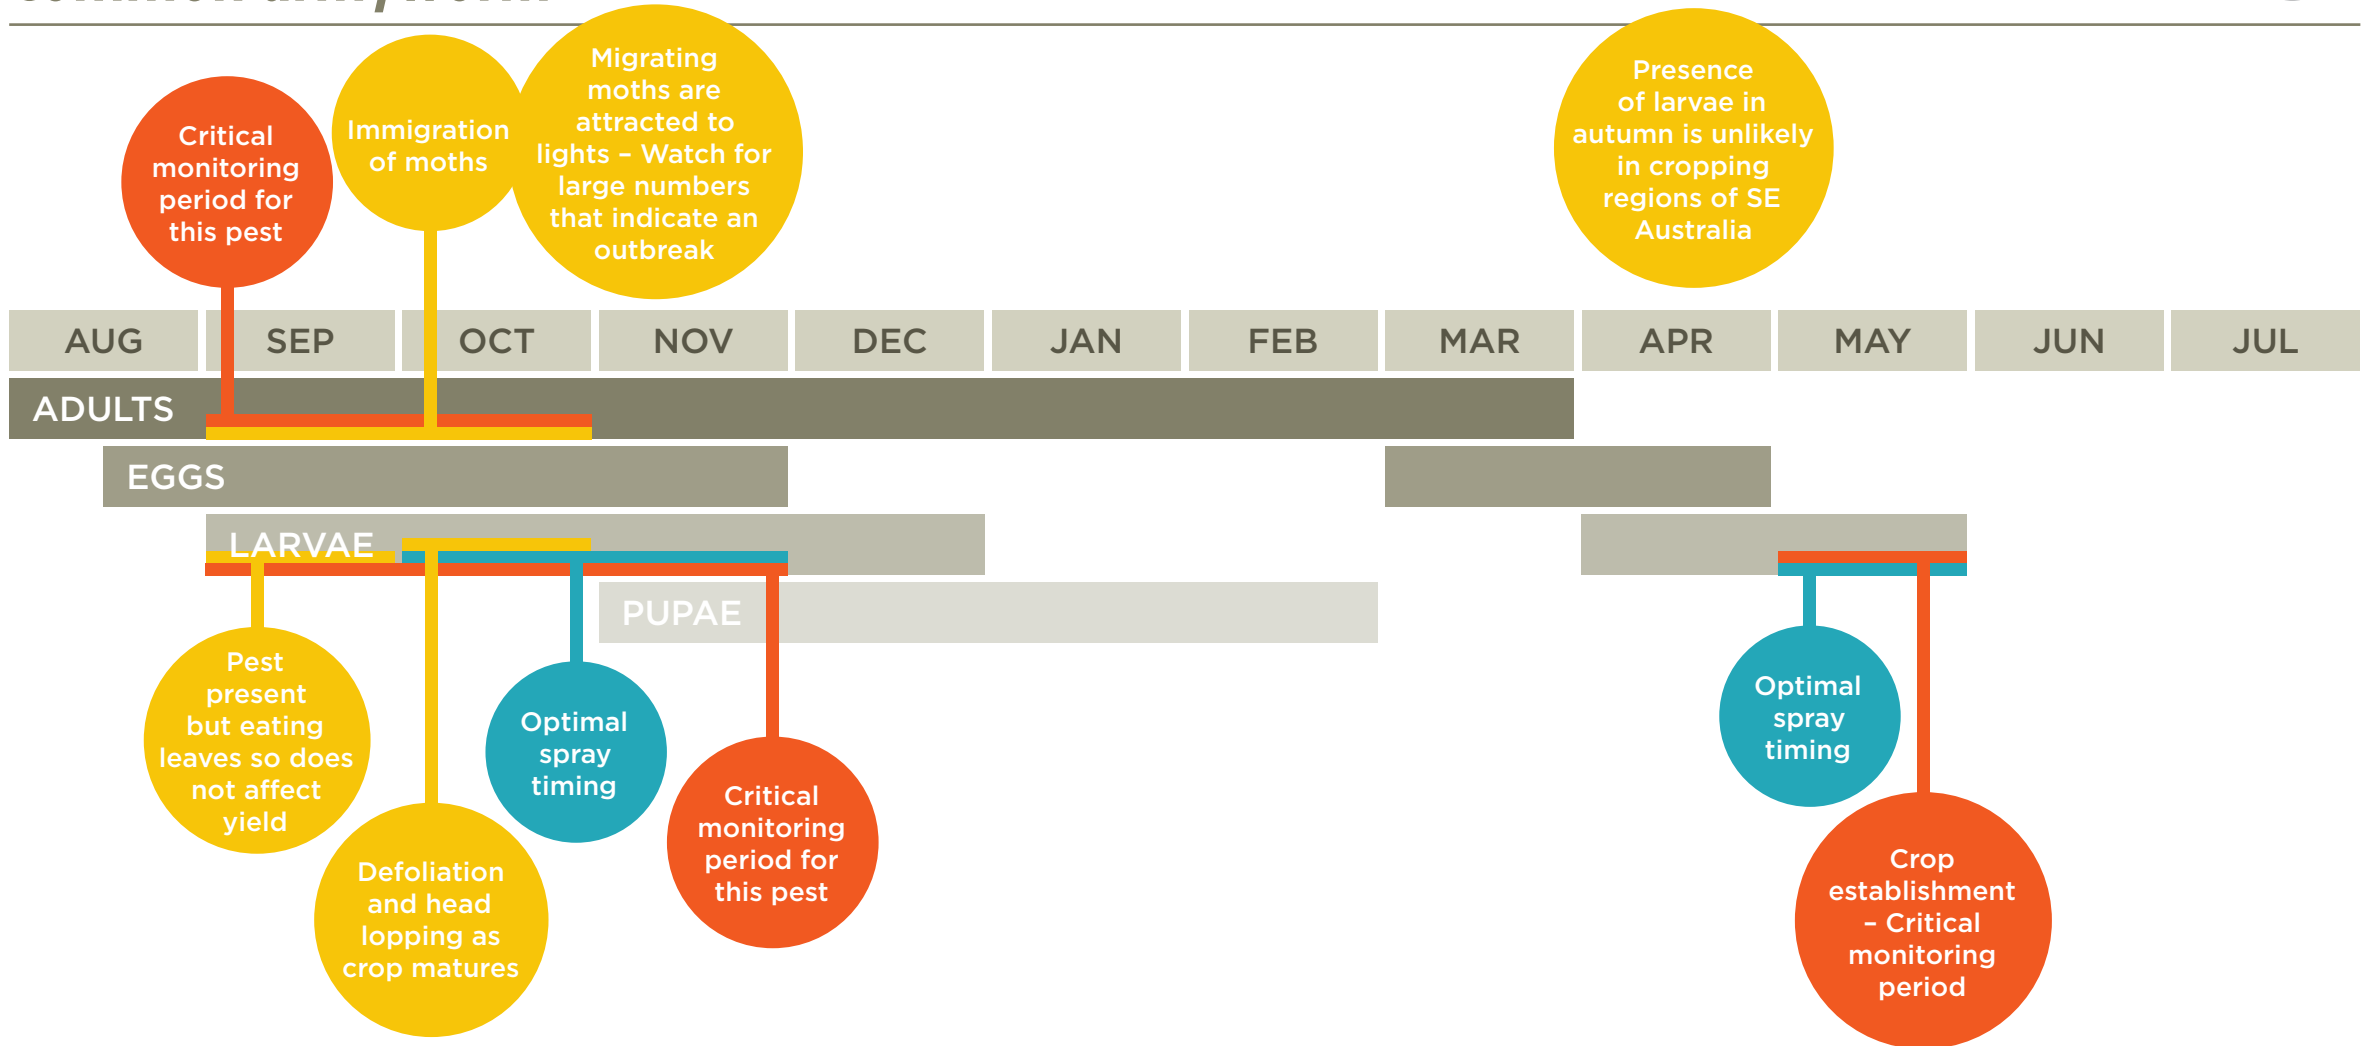 Critical
monitoring
period for
this pest
Immigration
of moths
Migrating
moths are
attracted to
lights – Watch for
large numbers
that indicate an
outbreak
Presence
of larvae in
autumn is unlikely
in cropping
regions of SE
Australia
AUG SEP OCT NOV DEC JAN FEB MAR APR MAY JUN JUL
ADULTS
EGGS
LARVAE
PUPAE
Pest
present
but eating
leaves so does
not affect
yield
Defoliation
and head
lopping as
crop matures
Optimal
spray
timing
Critical
monitoring
period for
this pest
Optimal
spray
timing
Crop
establishment
– Critical
monitoring
period